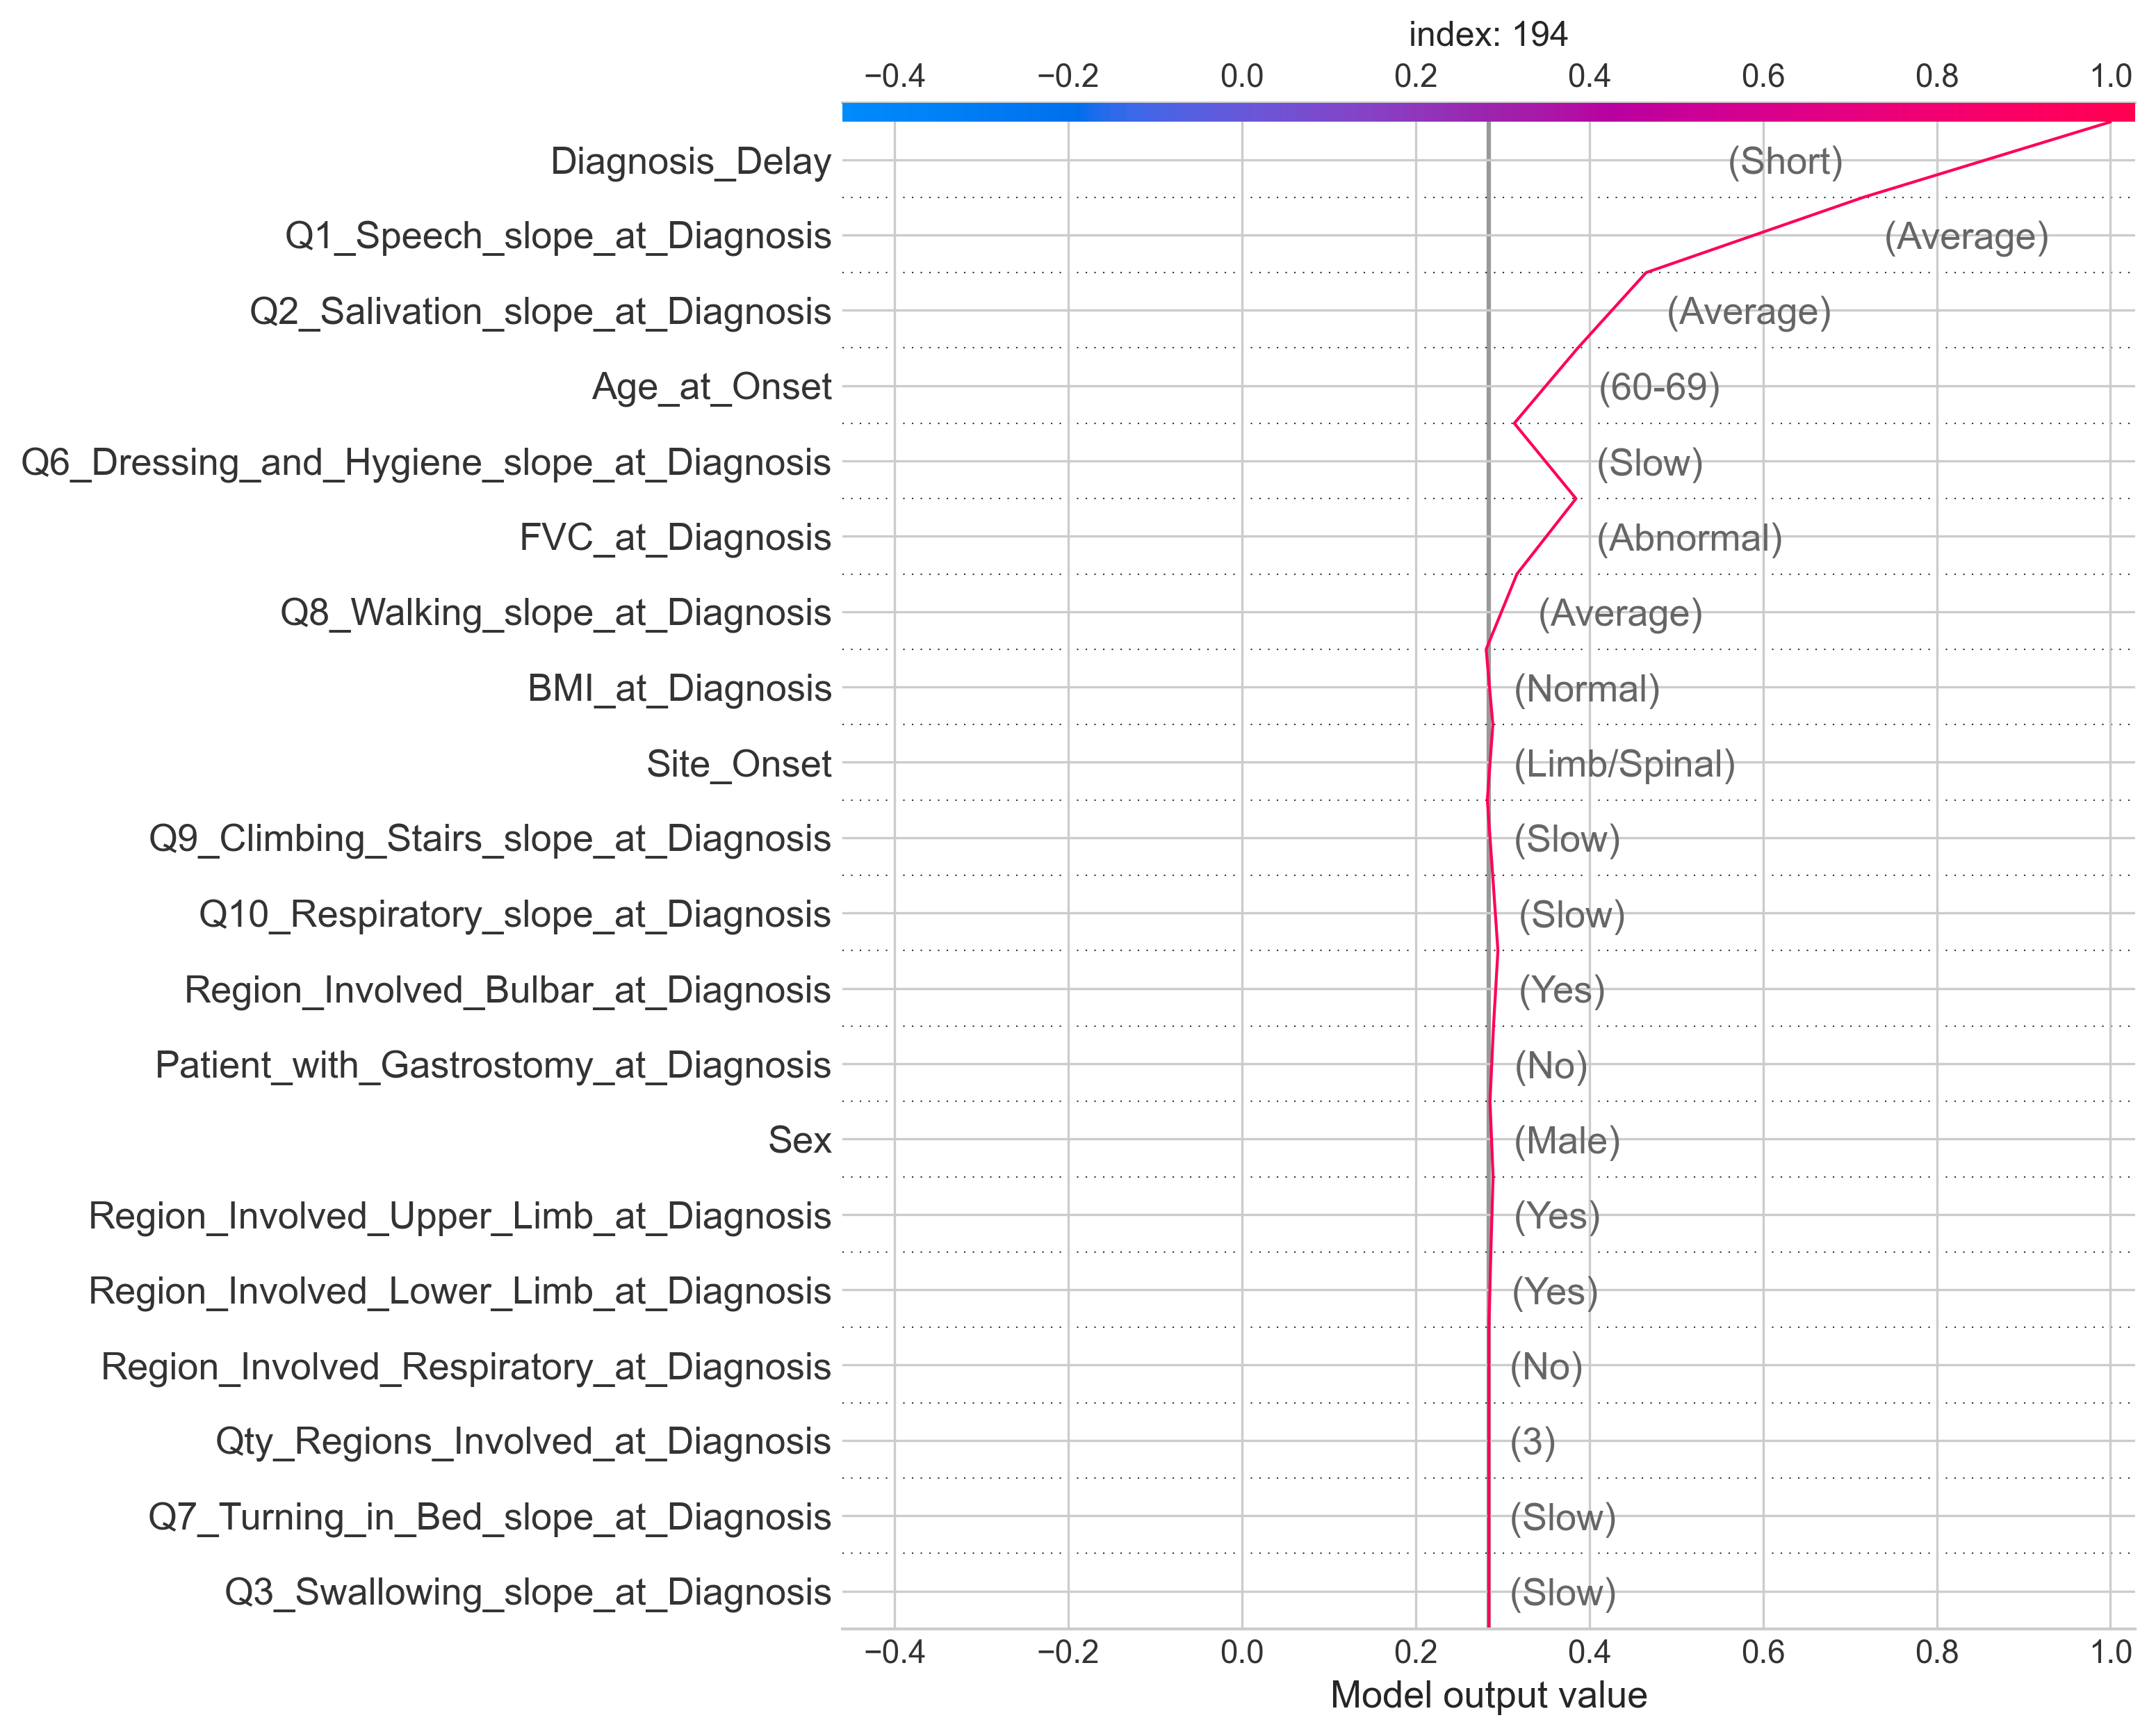 index: 194
−0.4 −0.2 0.0 0.2 0.4 0.6 0.8 1.0
Diagnosis_Delay (Short)
Q1_Speech_slope_at_Diagnosis (Average)
Q2_Salivation_slope_at_Diagnosis (Average)
Age_at_Onset (60-69)
Q6_Dressing_and_Hygiene_slope_at_Diagnosis (Slow)
FVC_at_Diagnosis (Abnormal)
Q8_Walking_slope_at_Diagnosis (Average)
BMI_at_Diagnosis (Normal)
Site_Onset (Limb/Spinal)
Q9_Climbing_Stairs_slope_at_Diagnosis (Slow)
Q10_Respiratory_slope_at_Diagnosis (Slow)
Region_Involved_Bulbar_at_Diagnosis (Yes)
Patient_with_Gastrostomy_at_Diagnosis (No)
Sex (Male)
Region_Involved_Upper_Limb_at_Diagnosis (Yes)
Region_Involved_Lower_Limb_at_Diagnosis (Yes)
Region_Involved_Respiratory_at_Diagnosis (No)
Qty_Regions_Involved_at_Diagnosis (3)
Q7_Turning_in_Bed_slope_at_Diagnosis (Slow)
Q3_Swallowing_slope_at_Diagnosis (Slow)
−0.4 −0.2 0.0 0.2 0.4 0.6 0.8 1.0
Model output value